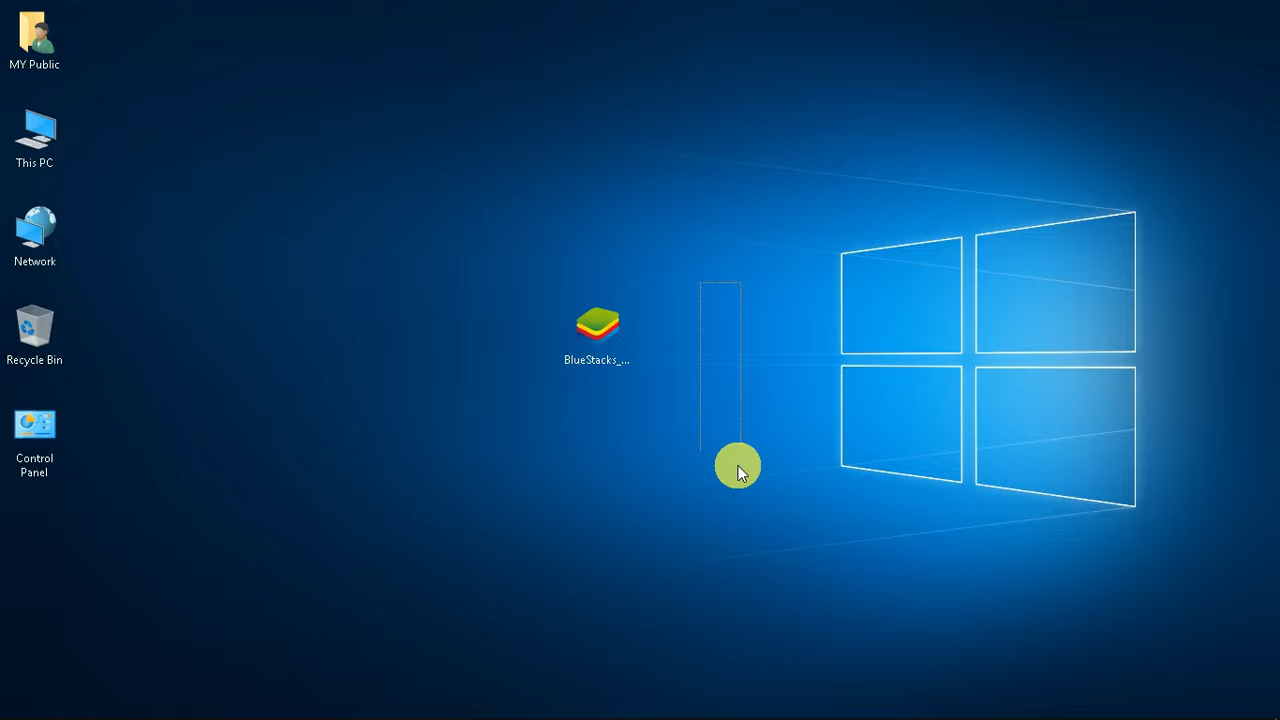 MY Public
This PC
Network
Recycle Bin
Control
Panel
BlueStacks_...